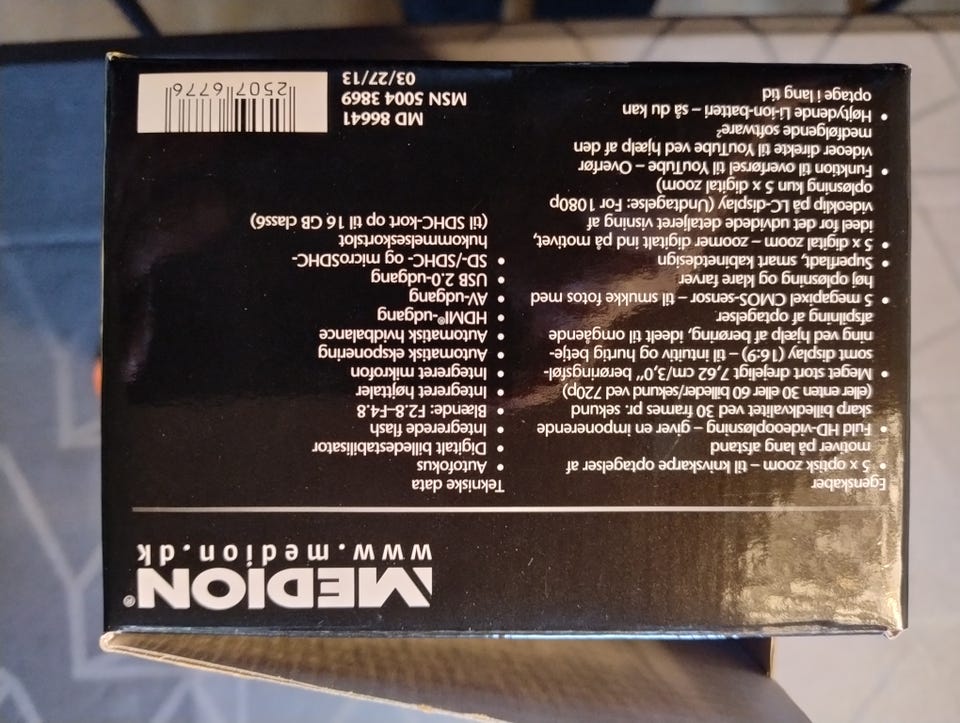 MEDION®
www.medion.dk
Egenskaber
• 5 x optisk zoom – til knivskarpe optagelser af
motiver på lang afstand
• Fuld HD-videoopløsning – giver en imponerende
skarp billedkvalitet ved 30 frames pr. sekund
(eller enten 30 eller 60 billeder/sekund ved 720p)
• Meget stort drejeligt 7,62 cm/3,0" berøringsføl-
somt display (16:9) – til intuitiv og hurtig betje-
ning ved hjælp af berøring, ideelt til omgående
afspilning af optagelser
• 5 megapixel CMOS-sensor – til smukke fotos med
høj opløsning og klare farver
• Superfladt, smart kabinetdesign
• 5 x digital zoom – zoomer digitalt ind på motivet,
ideel for det udvidede detaljeret visning af
videoklip på LC-display (Undtagelse: For 1080p
opløsning kun 5 x digital zoom)
• Funktion til overførsel til YouTube – Overfør
videoer direkte til YouTube ved hjælp af den
medfølgende software²
• Højtydende Li-ion-batteri – så du kan
optage i lang tid
Tekniske data
• Autofokus
• Digitalt billedestabilisator
• Integrerede flash
• Blænde: F2.8-F4.8
• Integreret højttaler
• Integreret mikrofon
• Automatisk eksponering
• Automatisk hvidbalance
• HDMI®-udgang
• AV-udgang
• USB 2.0-udgang
• SD-/SDHC- og microSDHC-
hukommelseskortslot
(til SDHC-kort op til 16 GB class6)
MD 86641
MSN 5004 3869
03/27/13
25076776